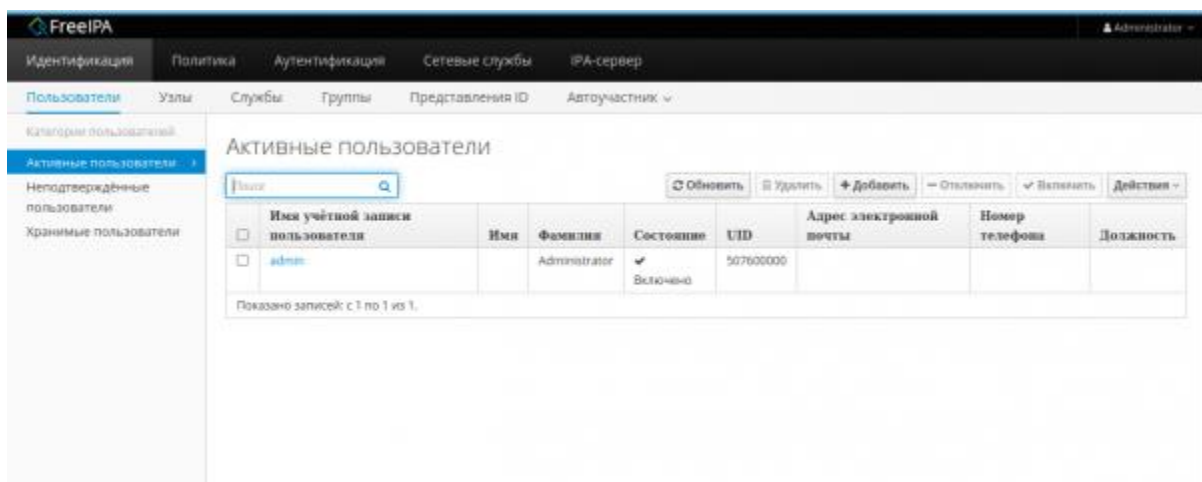 FreeIPA
Administrator
Идентификация Политика Аутентификация Сетевые службы IPA-сервер
Пользователи Узлы Службы Группы Представления ID Автоучастник
Категории пользователей
Активные пользователи
Неподтверждённые
пользователи
Хранимые пользователи
Активные пользователи
Поиск
Обновить Удалить Добавить Отключить Включить Действия
Имя учётной записи
пользователя
Имя Фамилия Состояние UID
Адрес электронной
почты
Номер
телефона
Должность
admin Administrator
Включено
507600000
Показано записей: с 1 по 1 из 1.